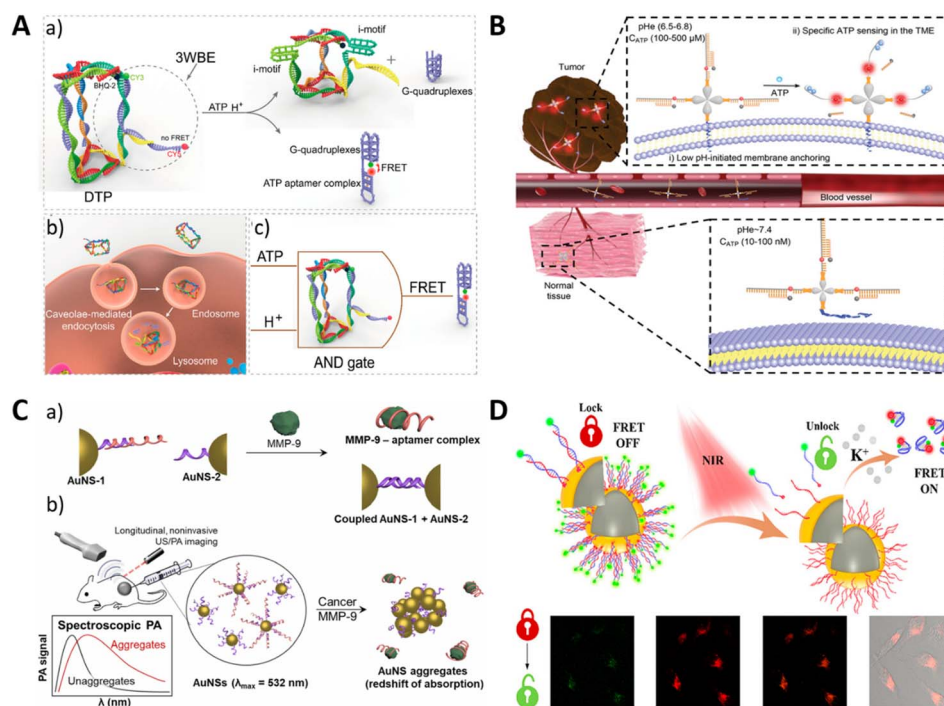 A
a)
3WBE
BHQ-2
CY3
no FRET
CY5
DTP
ATP H⁺
i-motif
i-motif
+
G-quadruplexes
G-quadruplexes
FRET
ATP aptamer complex
b)
Caveolae-mediated
endocytosis
Endosome
Lysosome
c)
ATP
H⁺
FRET
AND gate
B
Tumor
pHe (6.5-6.8)
C_ATP (100-500 μM)
ii) Specific ATP sensing in the TME
ATP
i) Low pH-initiated membrane anchoring
Blood vessel
Normal
tissue
pHe~7.4
C_ATP (10-100 nM)
C
a)
AuNS-1
AuNS-2
MMP-9
MMP-9 – aptamer complex
Coupled AuNS-1 + AuNS-2
b)
Longitudinal, noninvasive
US/PA imaging
Spectroscopic PA
Aggregates
Unaggregates
PA signal
λ (nm)
AuNSs (λmax = 532 nm)
Cancer
MMP-9
AuNS aggregates
(redshift of absorption)
D
Lock
FRET
OFF
NIR
Unlock
K⁺
FRET
ON